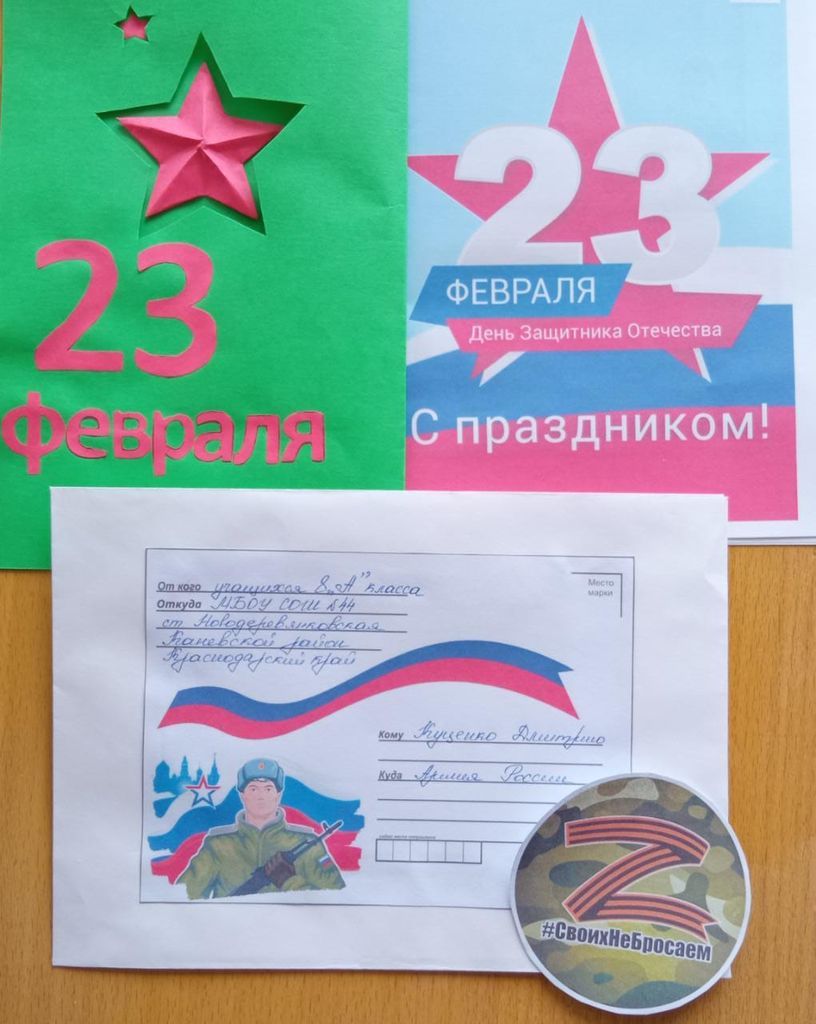 23
Февраля
23
ФЕВРАЛЯ
День Защитника Отечества
С праздником!
От кого учащихся 8 „А” класса
Откуда МБОУ СОШ №44
ст. Новодеревянковская
Каневской район
Краснодарский край
Место
марки
Кому Куценко Дмитрию
Куда Армия России
Z
#СвоихНеБросаем